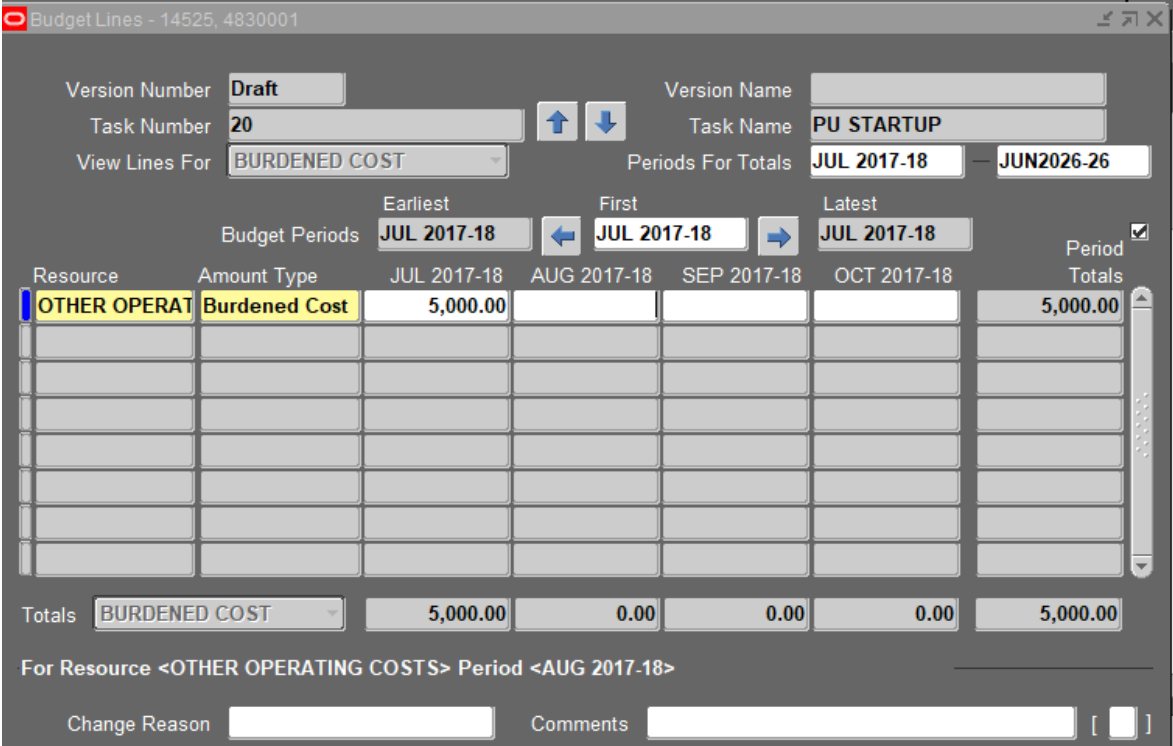 Budget Lines - 14525, 4830001
Version Number Draft Version Name
Task Number 20 Task Name PU STARTUP
View Lines For BURDENED COST Periods For Totals JUL 2017-18 — JUN2026-26
Earliest First Latest
Budget Periods JUL 2017-18 JUL 2017-18 JUL 2017-18
Period
Resource Amount Type JUL 2017-18 AUG 2017-18 SEP 2017-18 OCT 2017-18 Totals
OTHER OPERAT Burdened Cost 5,000.00 5,000.00
Totals BURDENED COST 5,000.00 0.00 0.00 0.00 5,000.00
For Resource <OTHER OPERATING COSTS> Period <AUG 2017-18>
Change Reason Comments [ ]